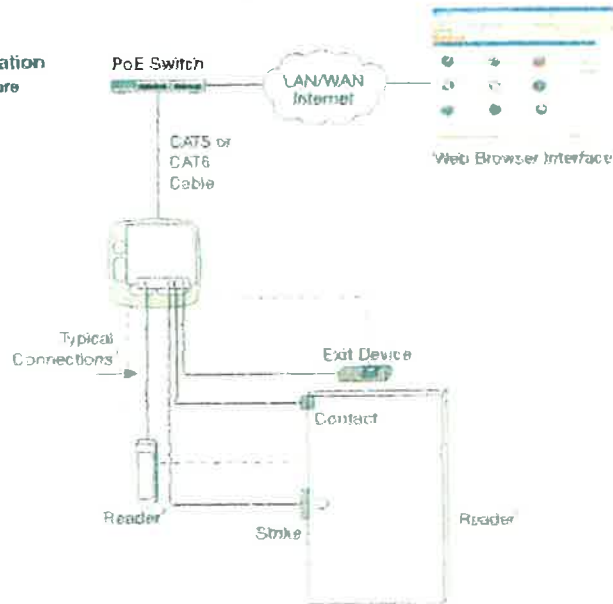 ation
PoE Switch
LAN/WAN
Internet
CAT5 or
CAT6
Cable
Web Browser Interface
Typical
Connections
Exit Device
Contact
Reader
Strike
Reader